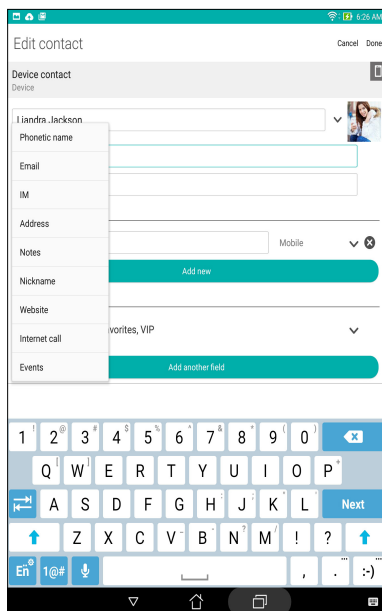 6:26 AM
Edit contact
Cancel Done
Device contact
Device
Liandra Jackson
Phonetic name
Email
IM
Address
Notes
Mobile
Add new
Nickname
Website
vorites, VIP
Internet call
Events
Add another field
1 ! 2 @ 3 # 4 $ 5 % 6 ^ 7 & 8 * 9 ( 0 )
Q [ W ] E R T Y U I O P +
A S D F G H : J ; K " L ' Next
Z X C V - B - N ? M / ! ?
En 1@# , . ... :-) ...